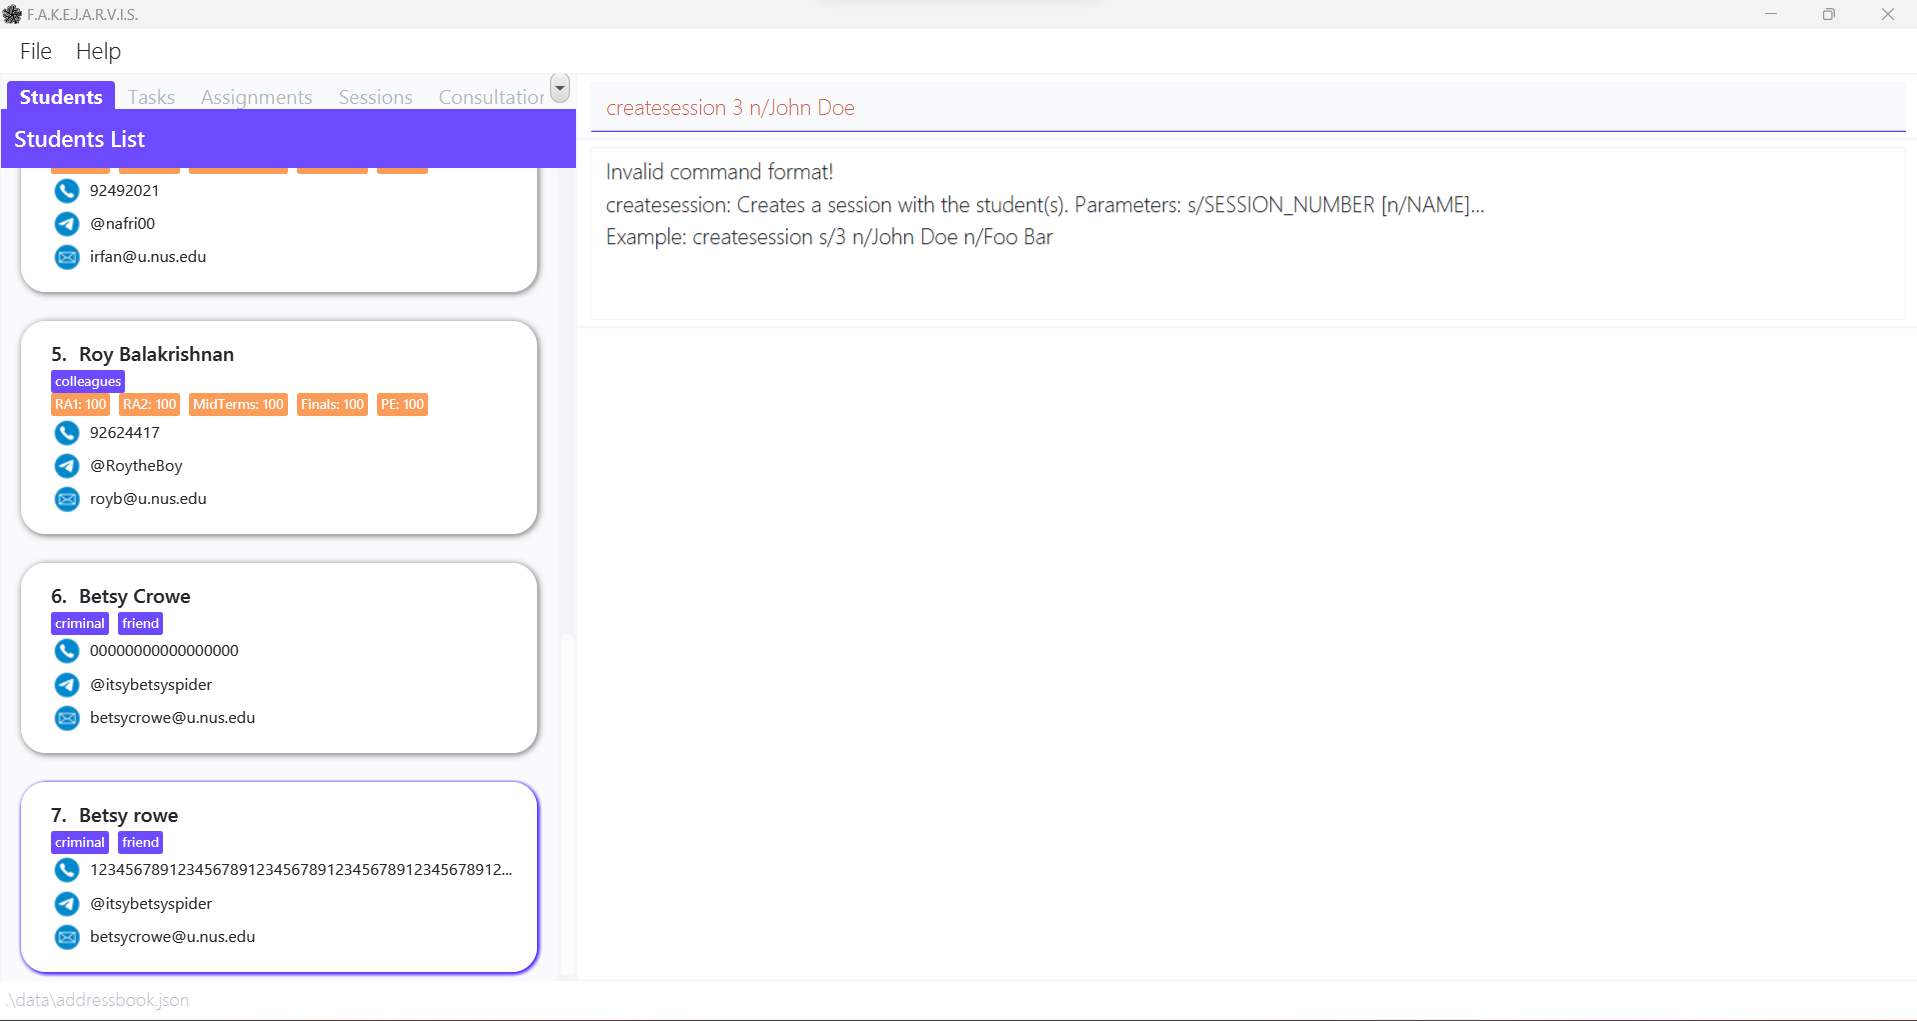 F.A.K.E.J.A.R.V.I.S.
File Help
Students Tasks Assignments Sessions Consultation
Students List
92492021
@nafri00
irfan@u.nus.edu
5. Roy Balakrishnan
colleagues
RA1: 100 RA2: 100 MidTerms: 100 Finals: 100 PE: 100
92624417
@RoytheBoy
royb@u.nus.edu
6. Betsy Crowe
criminal friend
00000000000000000
@itsybetsyspider
betsycrowe@u.nus.edu
7. Betsy rowe
criminal friend
12345678912345678912345678912345678912345678912...
@itsybetsyspider
betsycrowe@u.nus.edu
createsession 3 n/John Doe
Invalid command format!
createsession: Creates a session with the student(s). Parameters: s/SESSION_NUMBER [n/NAME]...
Example: createsession s/3 n/John Doe n/Foo Bar
.\data\addressbook.json